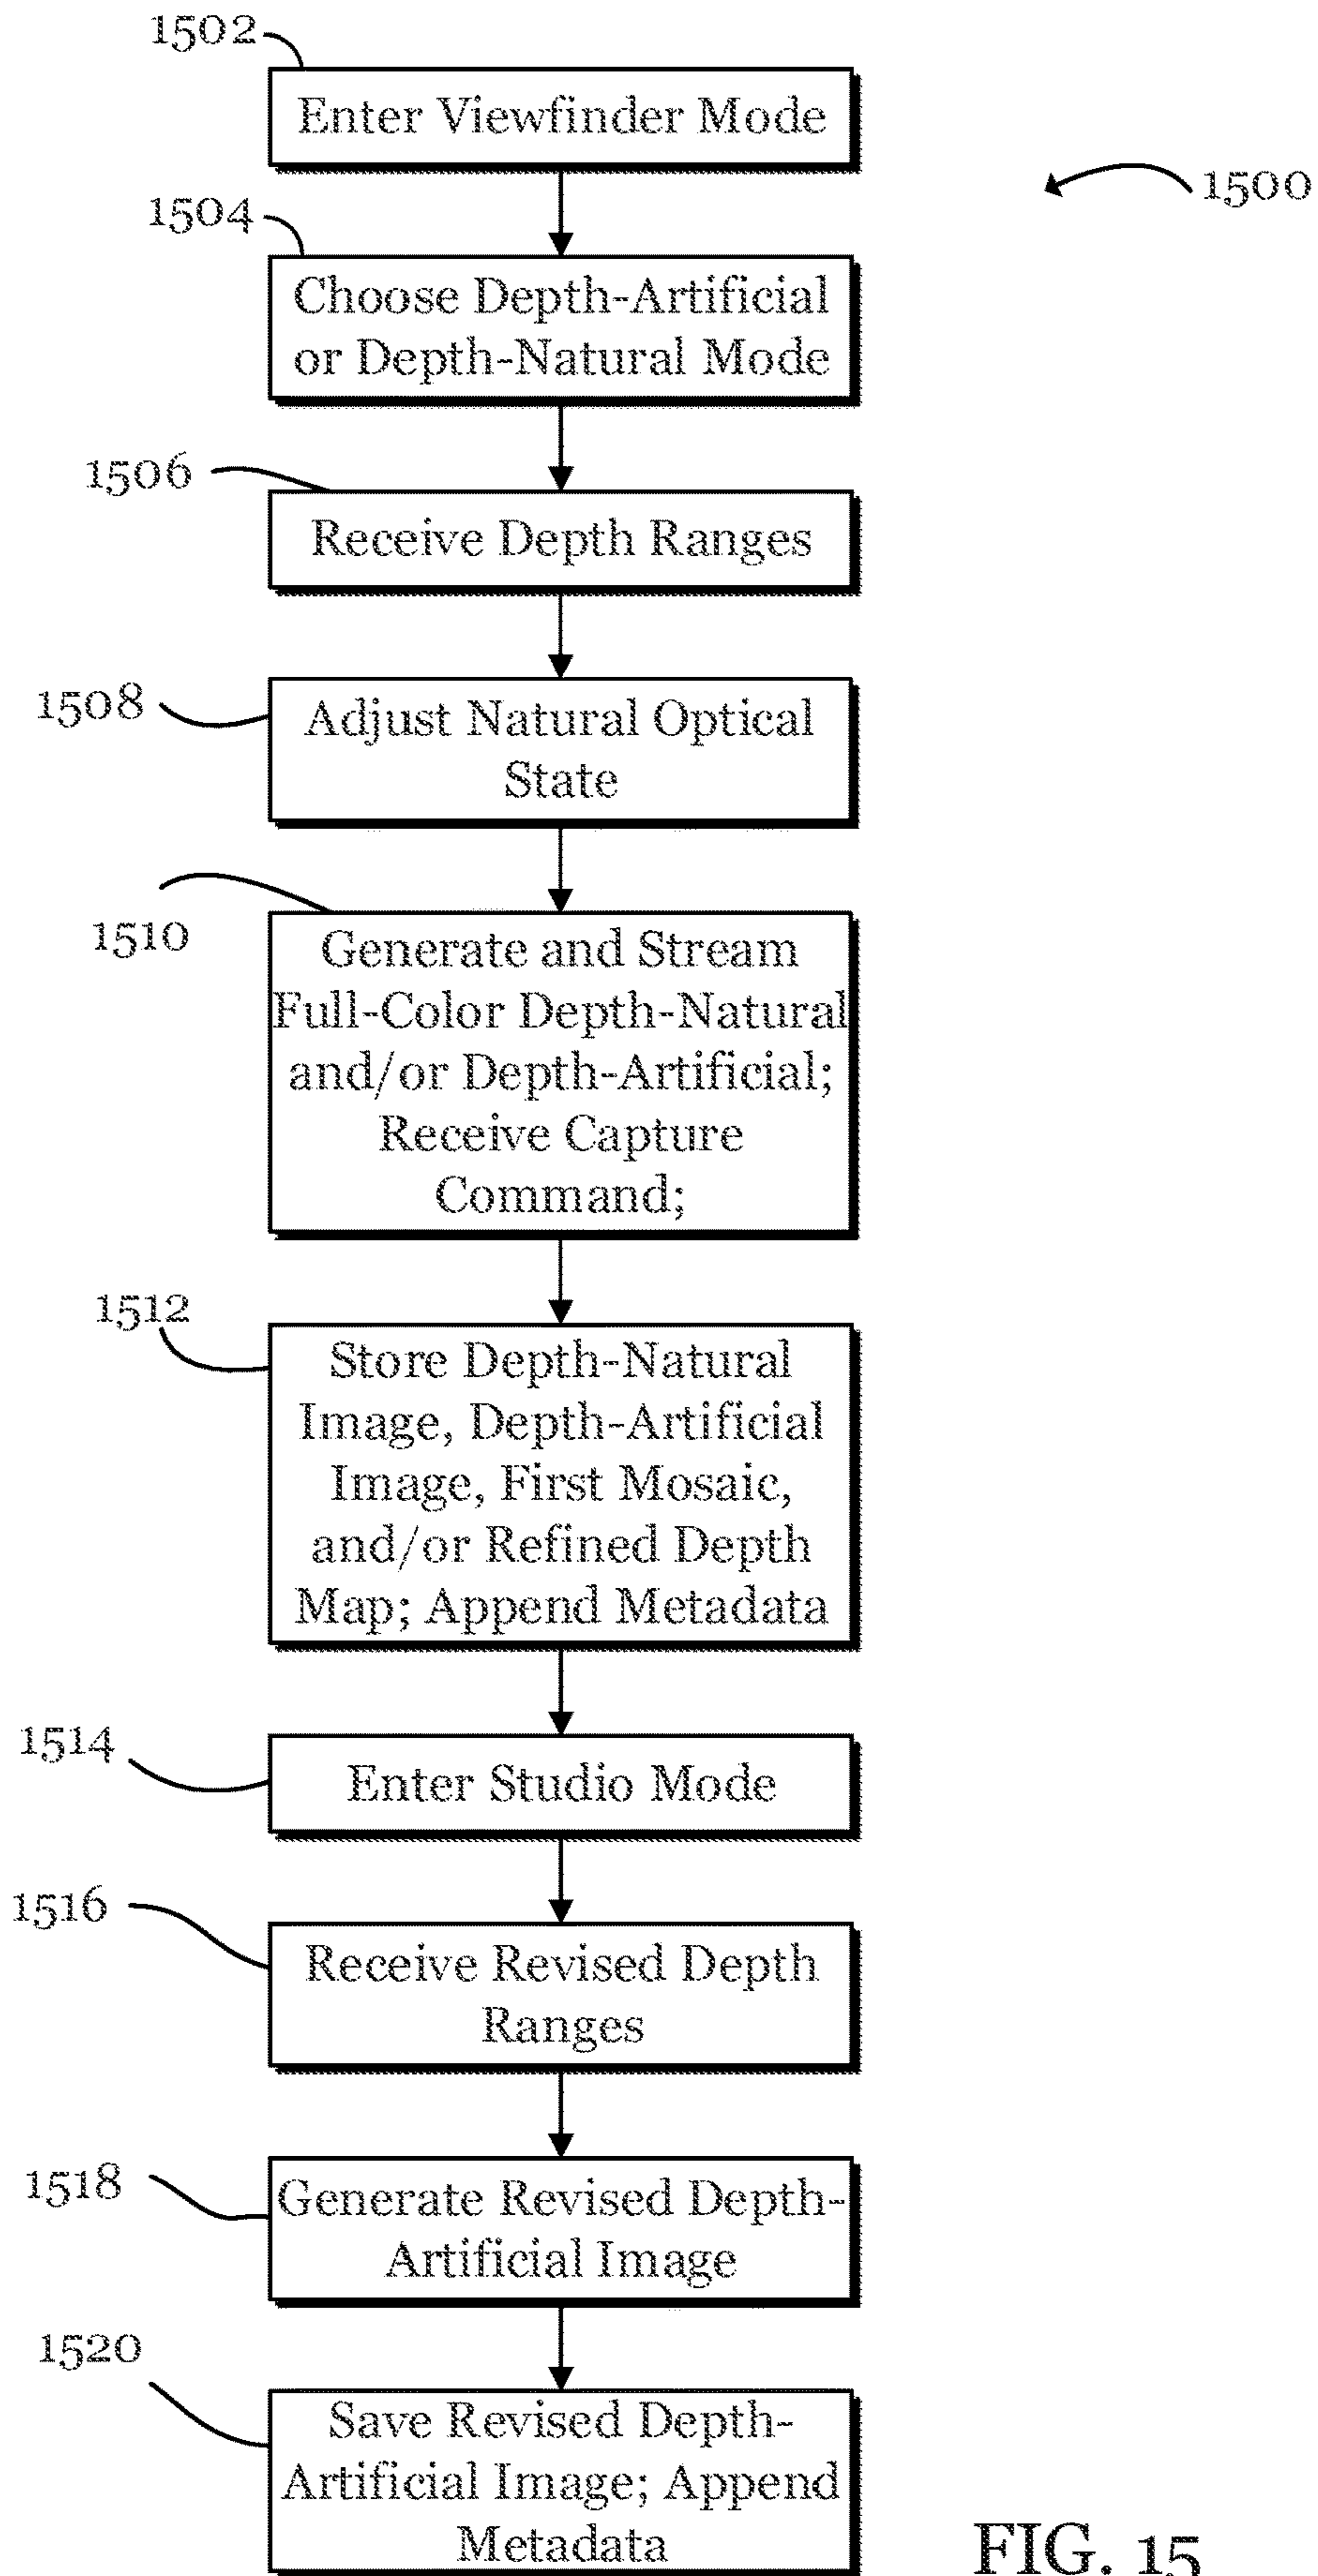 1502
Enter Viewfinder Mode
1500
1504
Choose Depth-Artificial
or Depth-Natural Mode
1506
Receive Depth Ranges
1508
Adjust Natural Optical
State
1510
Generate and Stream
Full-Color Depth-Natural
and/or Depth-Artificial;
Receive Capture
Command;
1512
Store Depth-Natural
Image, Depth-Artificial
Image, First Mosaic,
and/or Refined Depth
Map; Append Metadata
1514
Enter Studio Mode
1516
Receive Revised Depth
Ranges
1518
Generate Revised Depth-
Artificial Image
1520
Save Revised Depth-
Artificial Image; Append
Metadata
FIG. 15